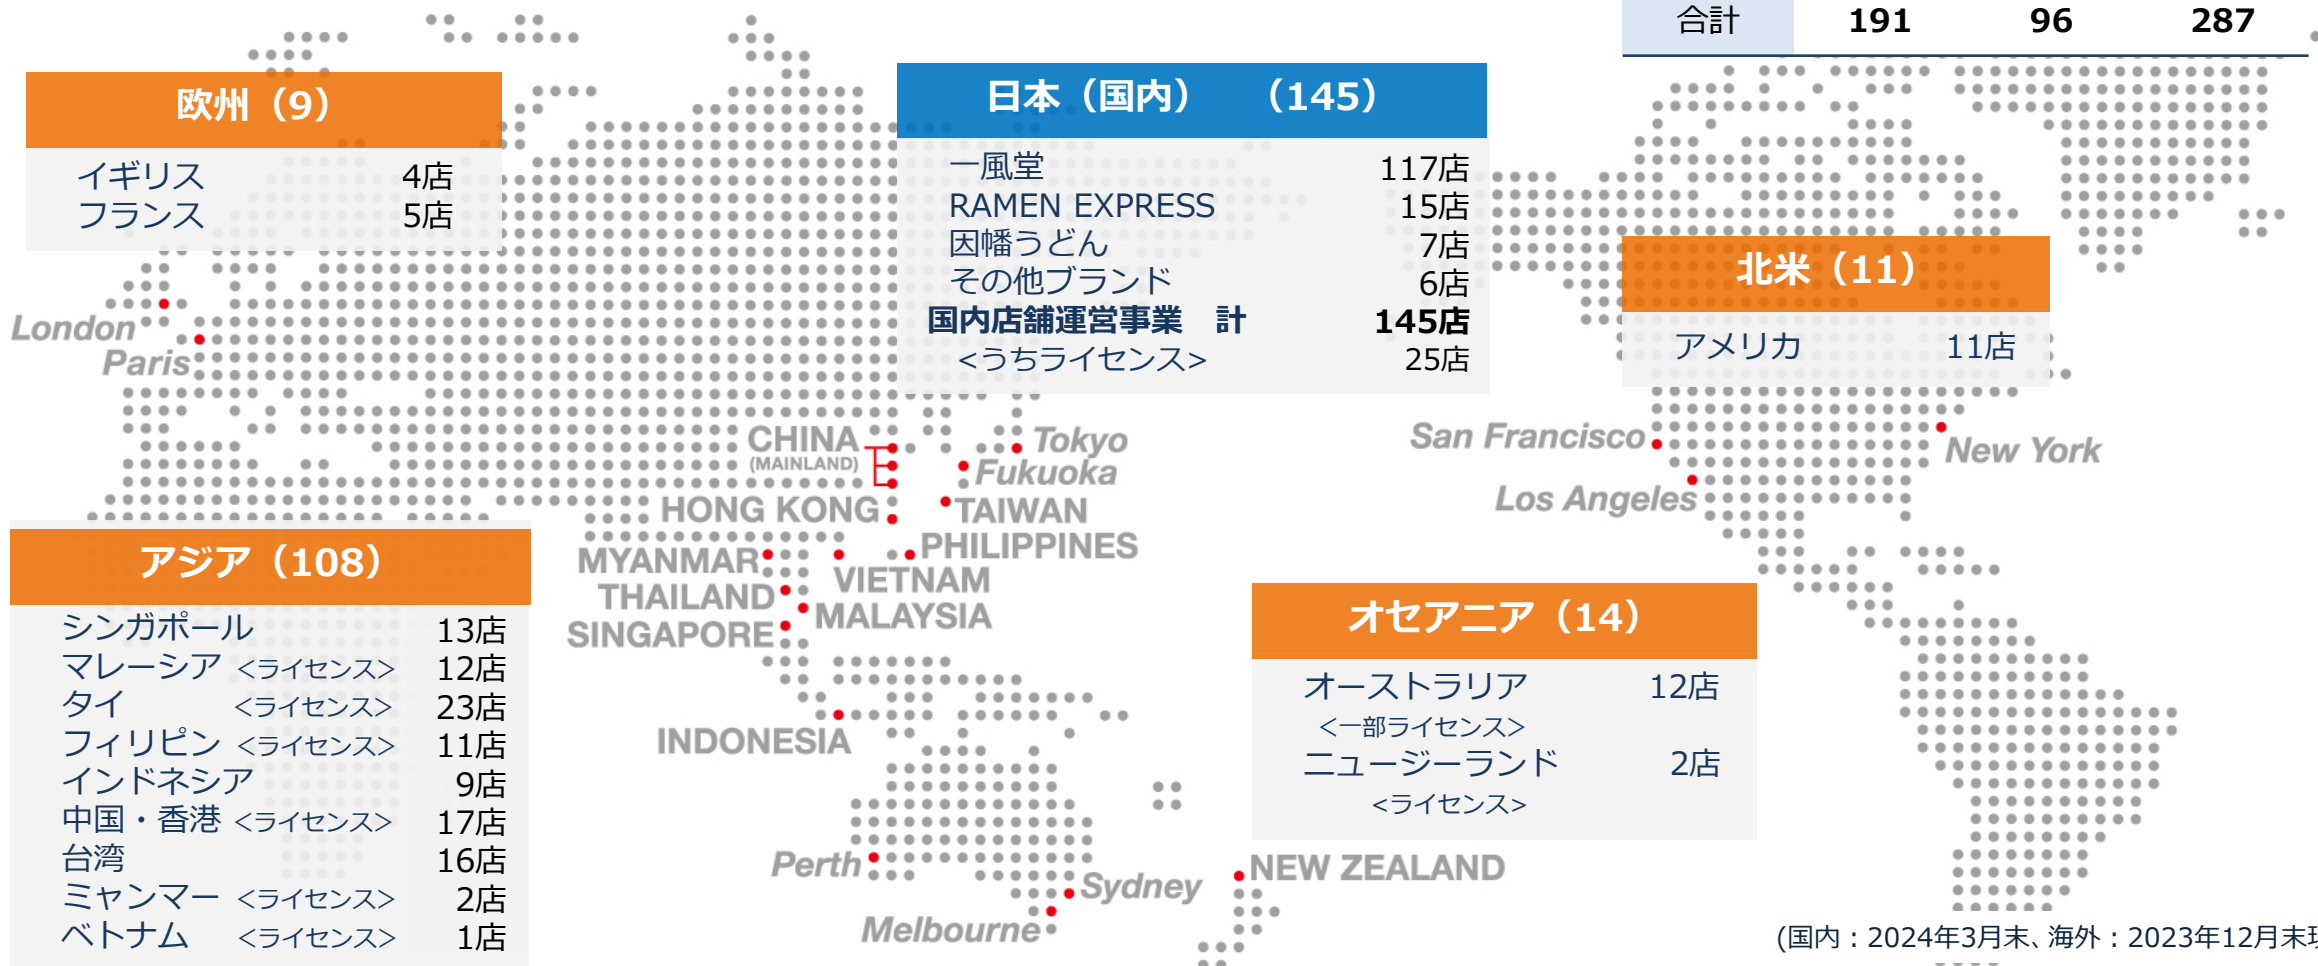 合計 191 96 287
欧州（9）
イギリス 4店
フランス 5店
日本（国内） （145）
一風堂 117店
RAMEN EXPRESS 15店
因幡うどん 7店
その他ブランド 6店
国内店舗運営事業 計 145店
<うちライセンス> 25店
北米（11）
アメリカ 11店
London
Paris
CHINA
(MAINLAND)
HONG KONG
Tokyo
Fukuoka
TAIWAN
PHILIPPINES
MYANMAR
VIETNAM
THAILAND
MALAYSIA
SINGAPORE
INDONESIA
San Francisco
New York
Los Angeles
アジア（108）
シンガポール 13店
マレーシア <ライセンス> 12店
タイ <ライセンス> 23店
フィリピン <ライセンス> 11店
インドネシア 9店
中国・香港 <ライセンス> 17店
台湾 16店
ミャンマー <ライセンス> 2店
ベトナム <ライセンス> 1店
オセアニア（14）
オーストラリア 12店
<一部ライセンス>
ニュージーランド 2店
<ライセンス>
Perth
Sydney
Melbourne
NEW ZEALAND
(国内：2024年3月末、海外：2023年12月末